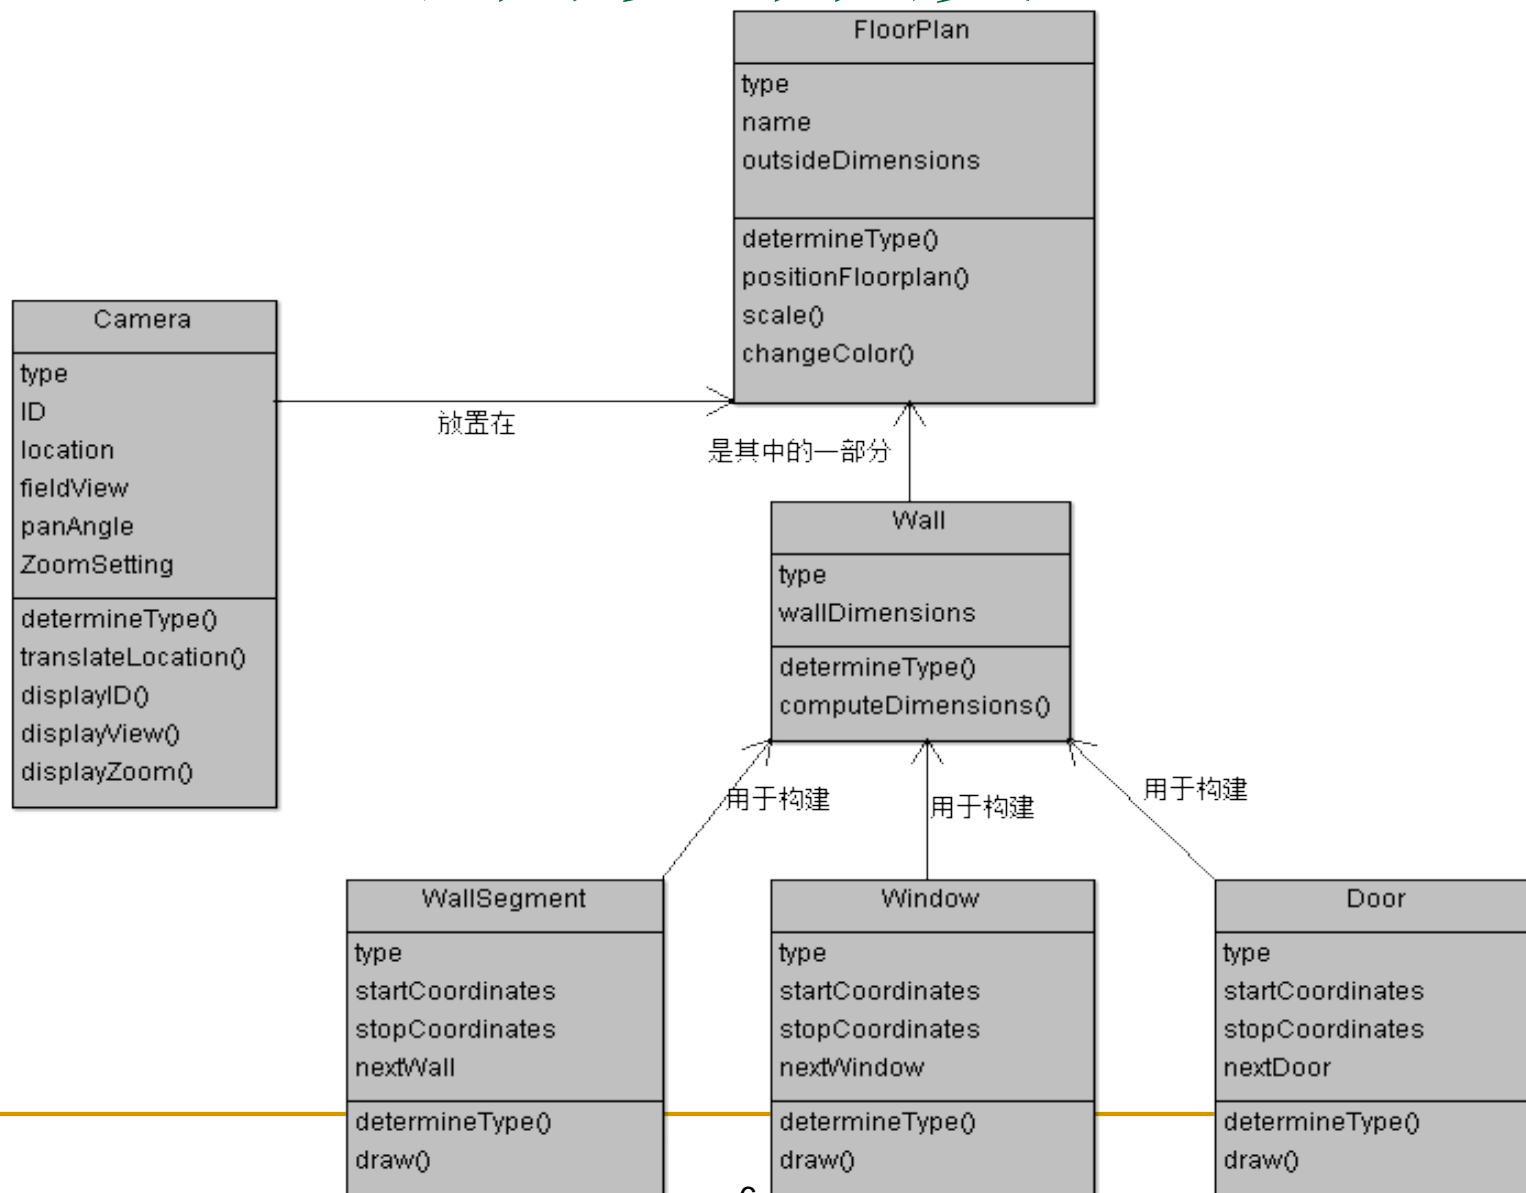 FloorPlan
type
name
outsideDimensions
determineType()
positionFloorplan()
scale()
changeColor()
Camera
type
ID
location
fieldView
panAngle
ZoomSetting
determineType()
translateLocation()
displayID()
displayView()
displayZoom()
放置在
是其中的一部分
Wall
type
wallDimensions
determineType()
computeDimensions()
用于构建
用于构建
用于构建
WallSegment
type
startCoordinates
stopCoordinates
nextWall
determineType()
draw()
Window
type
startCoordinates
stopCoordinates
nextWindow
determineType()
draw()
Door
type
startCoordinates
stopCoordinates
nextDoor
determineType()
draw()